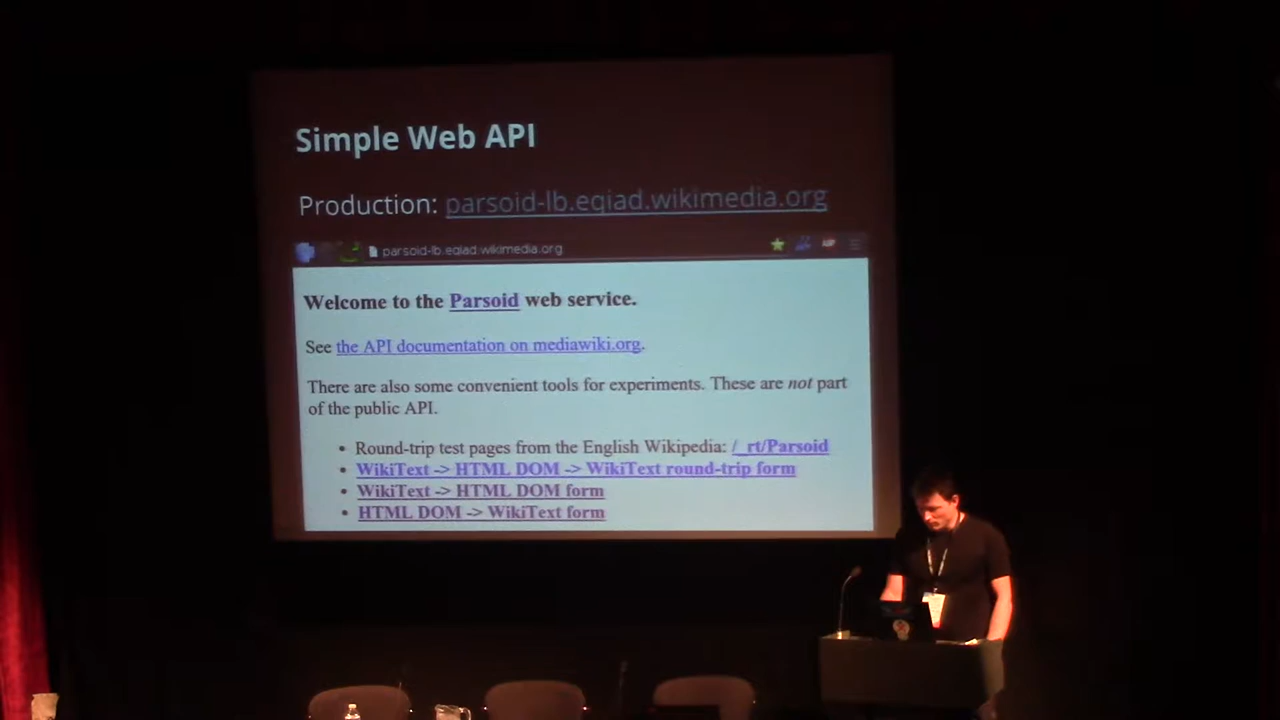 Simple Web API
Production: parsoid-lb.eqiad.wikimedia.org
parsoid-lb.eqiad.wikimedia.org
Welcome to the Parsoid web service.
See the API documentation on mediawiki.org.
There are also some convenient tools for experiments. These are not part
of the public API.
• Round-trip test pages from the English Wikipedia: /_rt/Parsoid
• WikiText -> HTML DOM -> WikiText round-trip form
• WikiText -> HTML DOM form
• HTML DOM -> WikiText form